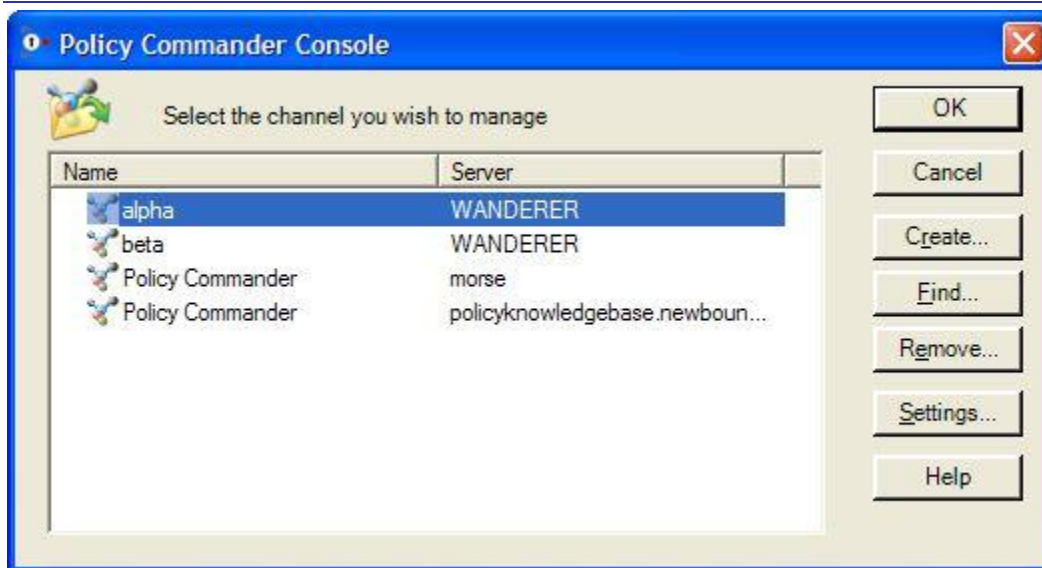 Policy Commander Console
Select the channel you wish to manage
OK
Cancel
Create...
Find...
Remove...
Settings...
Help
Name Server
alpha WANDERER
beta WANDERER
Policy Commander morse
Policy Commander policyknowledgebase.newboun...